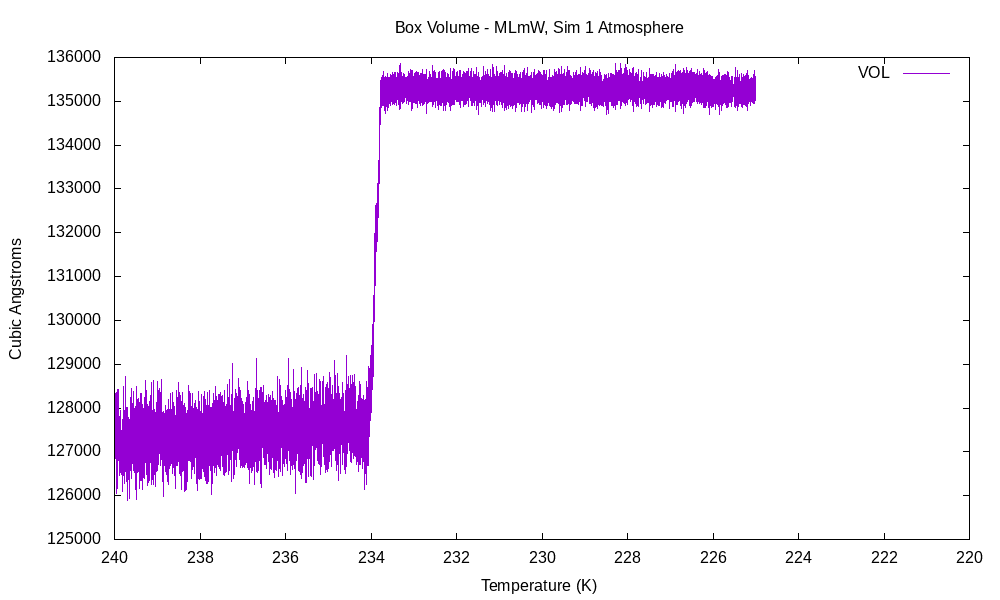 Box Volume - MLmW, Sim 1 Atmosphere
VOL
136000
135000
134000
133000
132000
131000
130000
129000
128000
127000
126000
125000
Cubic Angstroms
240 238 236 234 232 230 228 226 224 222 220
Temperature (K)